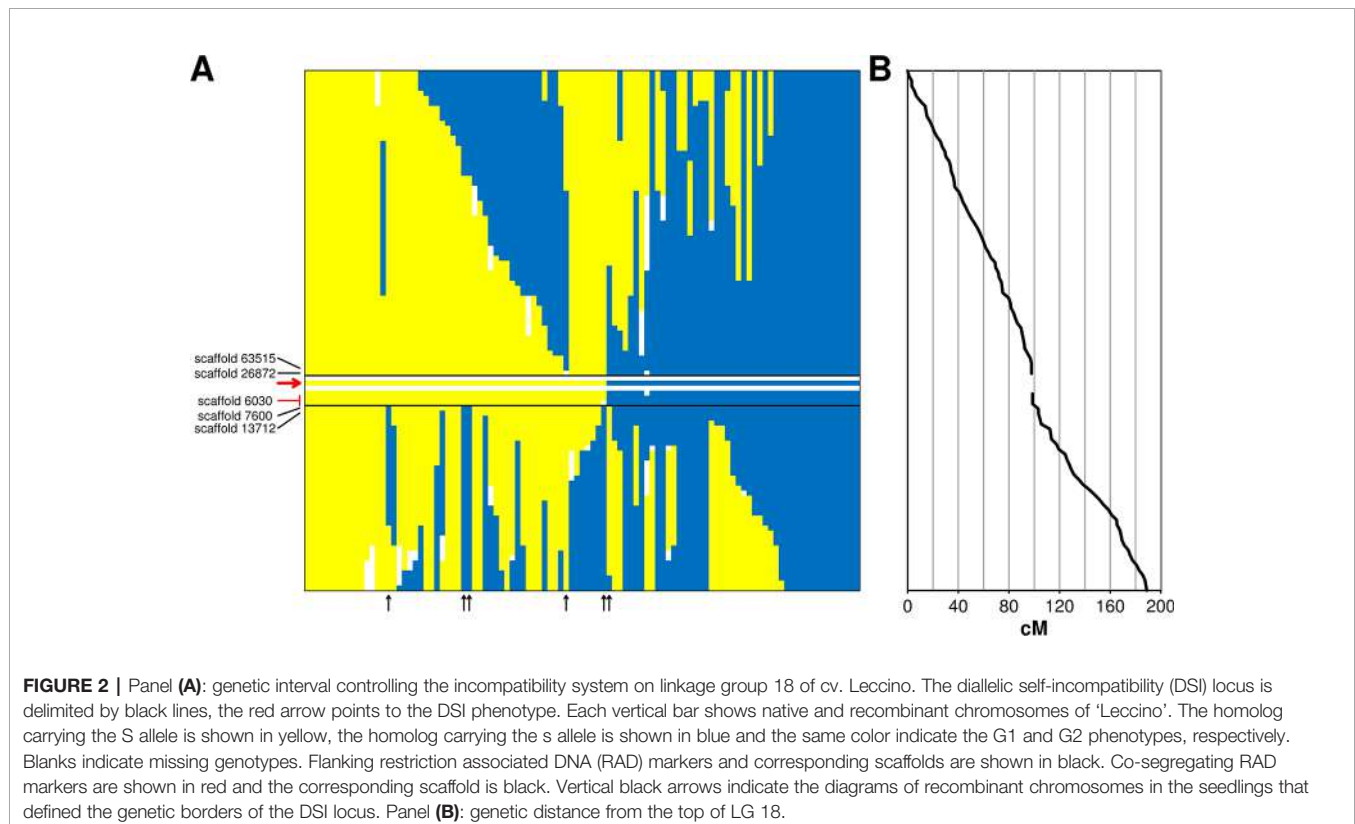 A
B
scaffold 63515
scaffold 26872
scaffold 6030
scaffold 7600
scaffold 13712
0 40 80 120 160 200
cM
FIGURE 2 | Panel (A): genetic interval controlling the incompatibility system on linkage group 18 of cv. Leccino. The diallelic self-incompatibility (DSI) locus is
delimited by black lines, the red arrow points to the DSI phenotype. Each vertical bar shows native and recombinant chromosomes of ‘Leccino’. The homolog
carrying the S allele is shown in yellow, the homolog carrying the s allele is shown in blue and the same color indicate the G1 and G2 phenotypes, respectively.
Blanks indicate missing genotypes. Flanking restriction associated DNA (RAD) markers and corresponding scaffolds are shown in black. Co-segregating RAD
markers are shown in red and the corresponding scaffold is black. Vertical black arrows indicate the diagrams of recombinant chromosomes in the seedlings that
defined the genetic borders of the DSI locus. Panel (B): genetic distance from the top of LG 18.